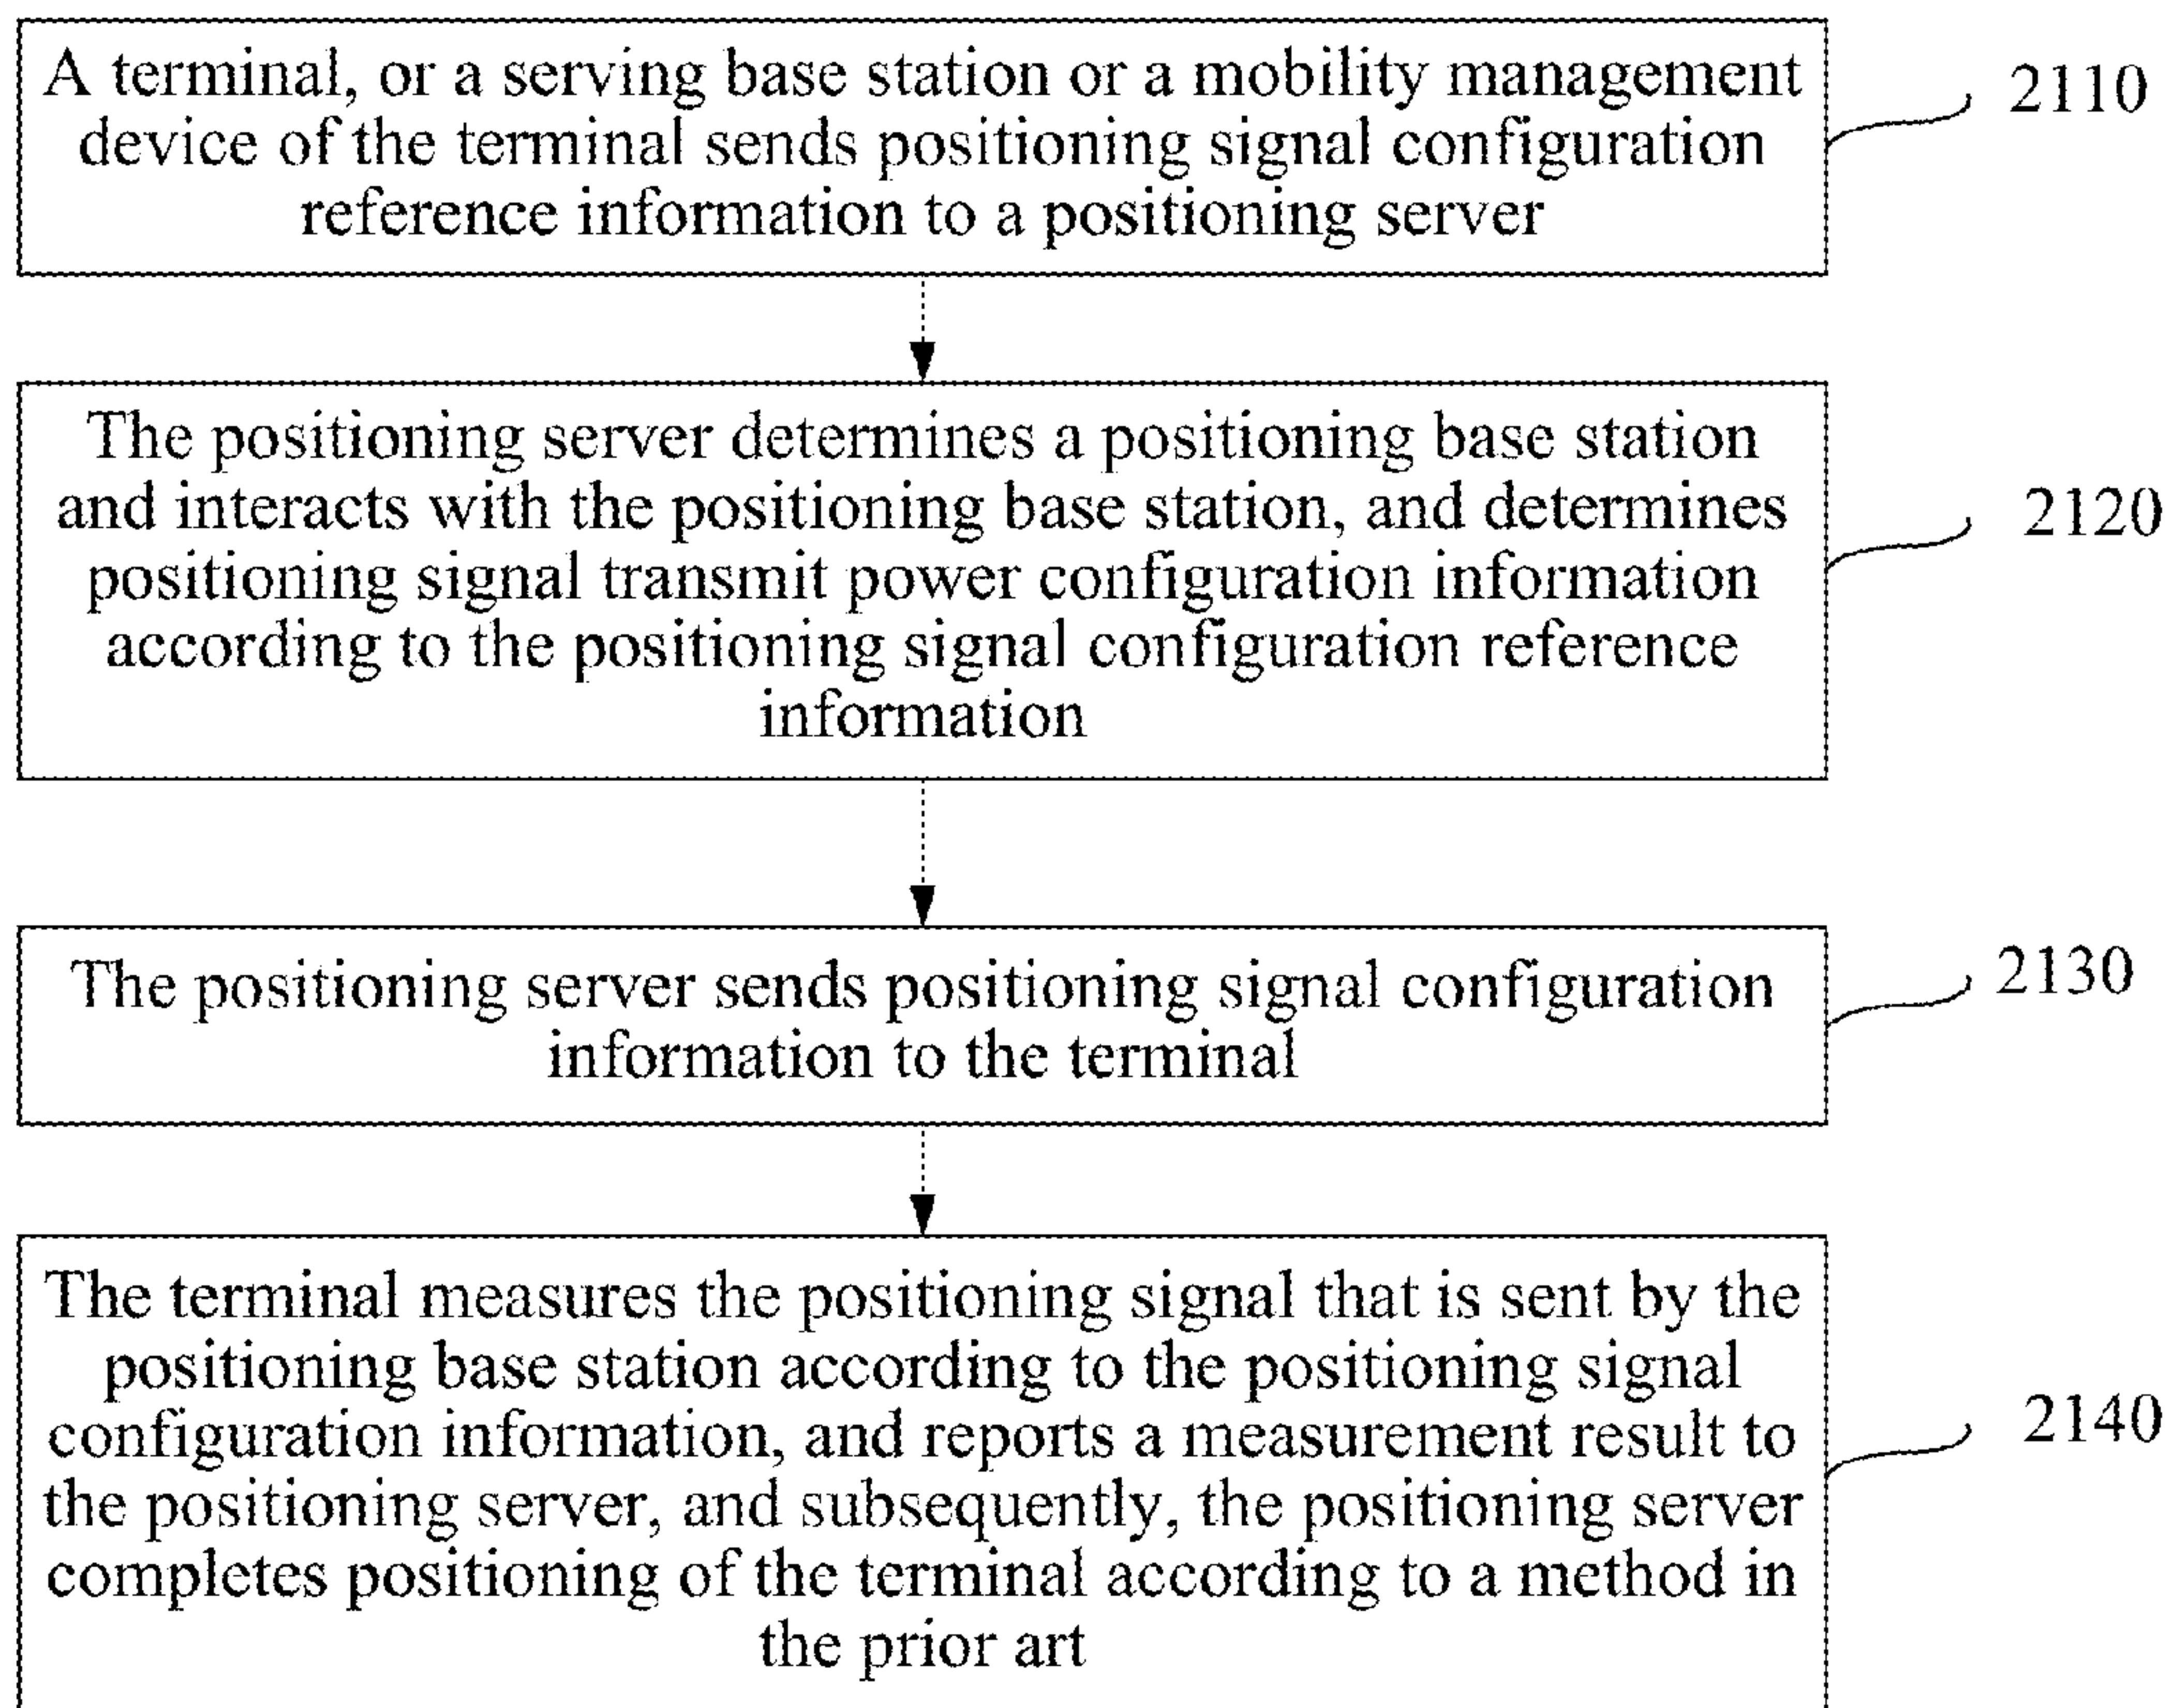 A terminal, or a serving base station or a mobility management
device of the terminal sends positioning signal configuration
reference information to a positioning server
2110
The positioning server determines a positioning base station
and interacts with the positioning base station, and determines
positioning signal transmit power configuration information
according to the positioning signal configuration reference
information
2120
The positioning server sends positioning signal configuration
information to the terminal
2130
The terminal measures the positioning signal that is sent by the
positioning base station according to the positioning signal
configuration information, and reports a measurement result to
the positioning server, and subsequently, the positioning server
completes positioning of the terminal according to a method in
the prior art
2140